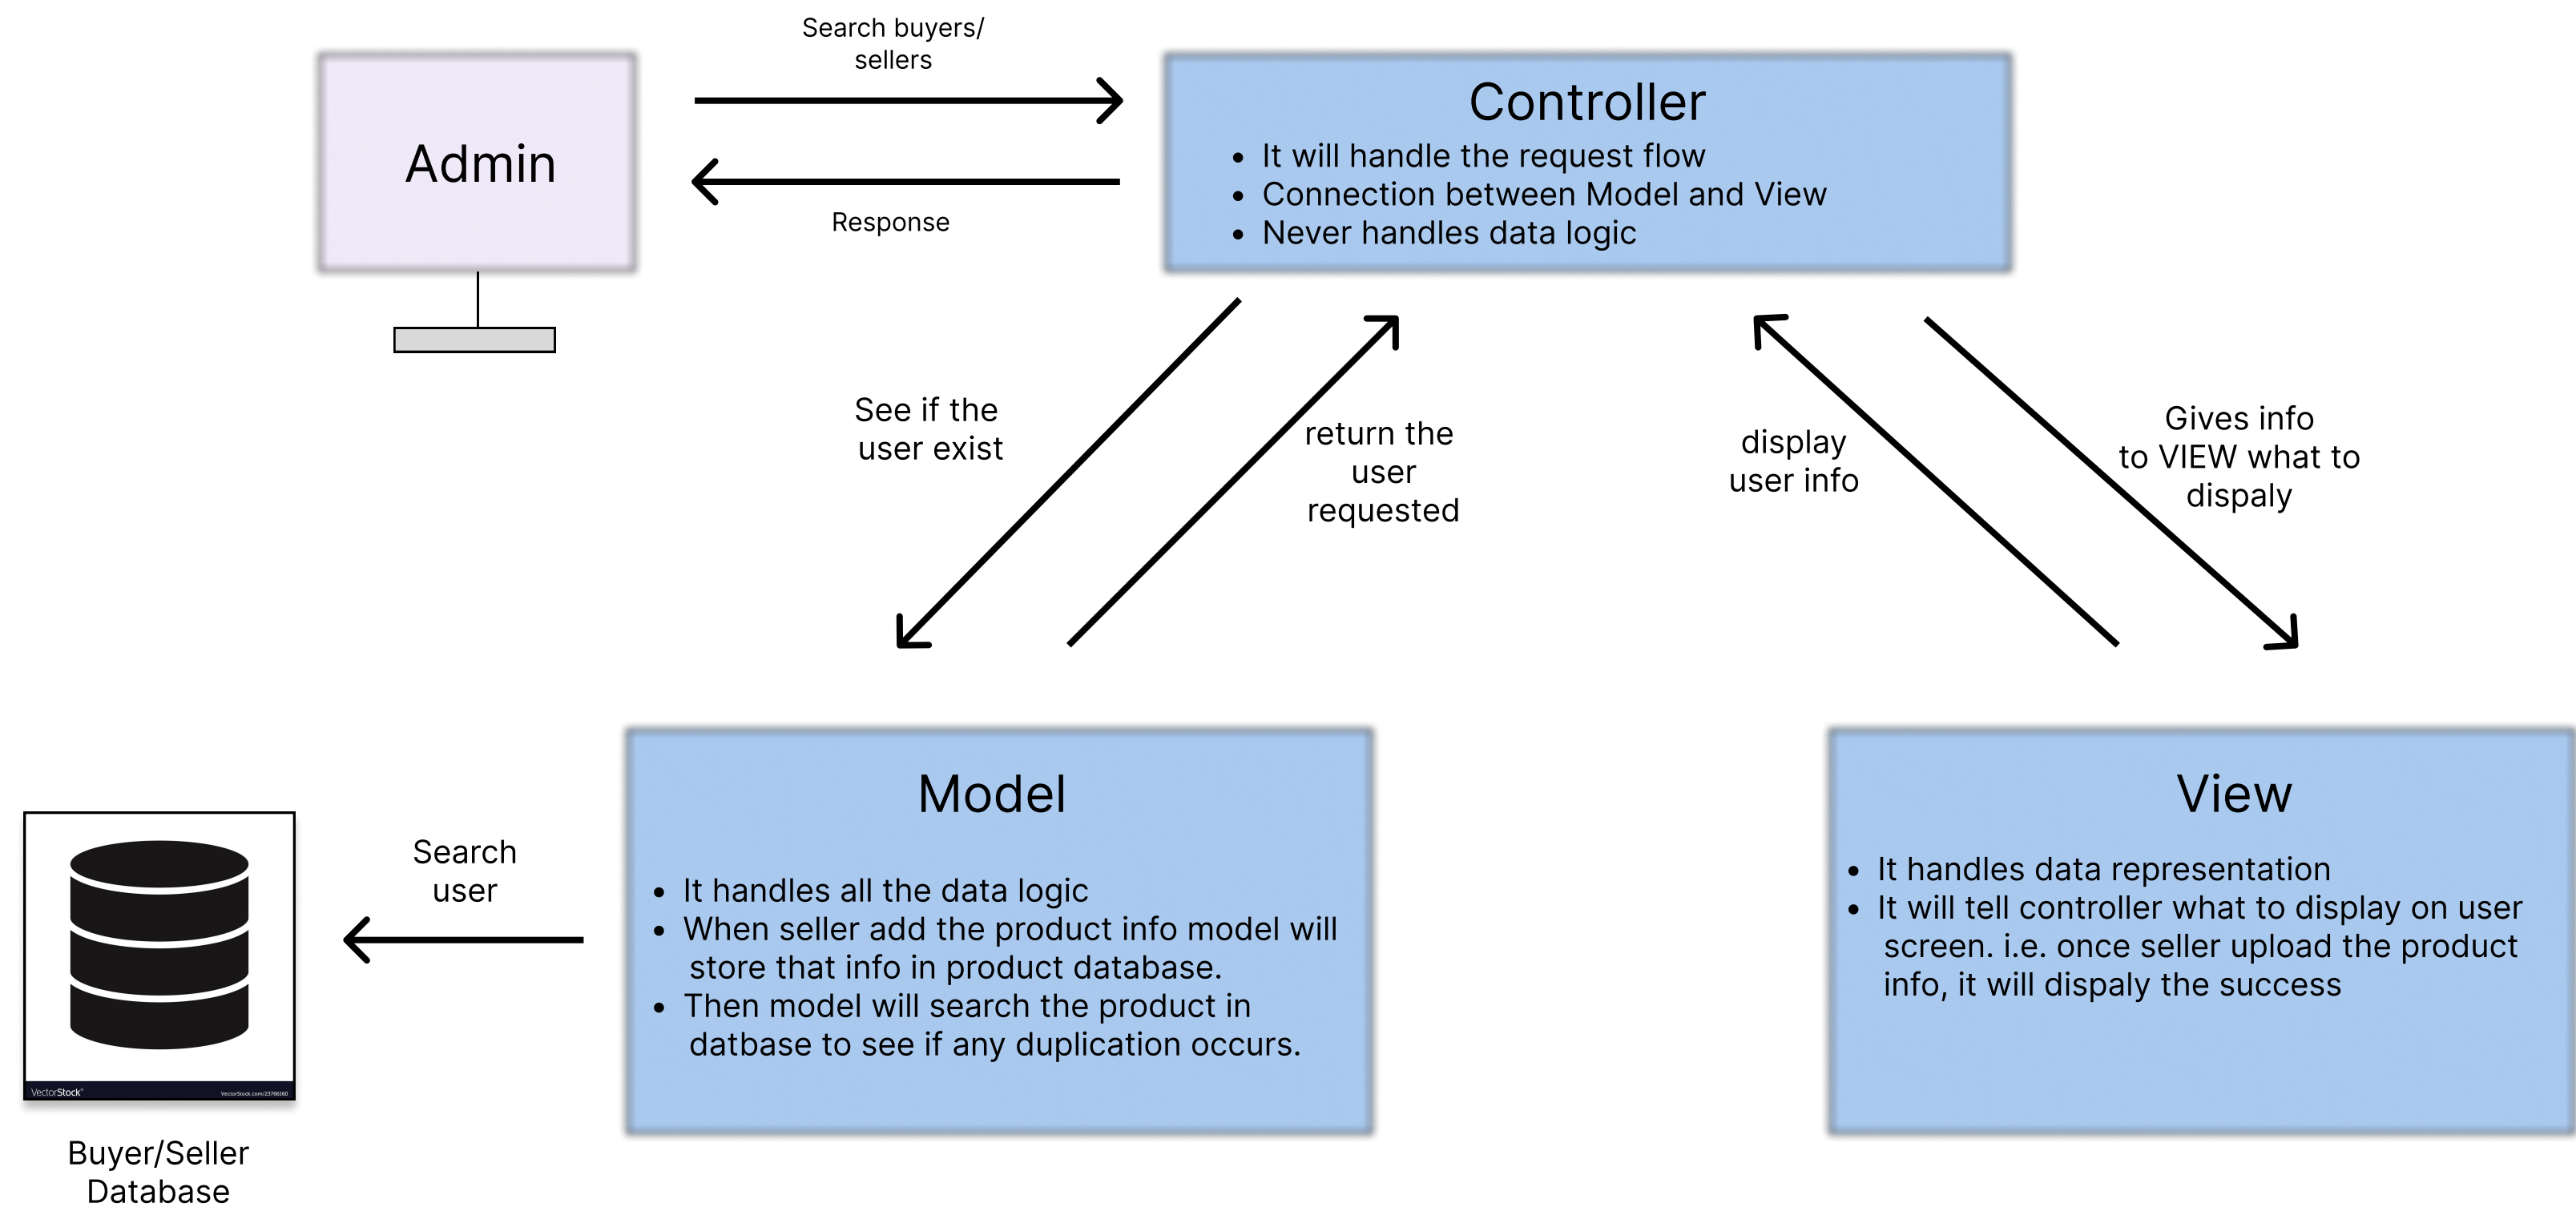 Search buyers/
sellers
Admin
Response
Controller
• It will handle the request flow
• Connection between Model and View
• Never handles data logic
See if the
user exist
return the
user
requested
display
user info
Gives info
to VIEW what to
dispaly
Search
user
Model
• It handles all the data logic
• When seller add the product info model will
store that info in product database.
• Then model will search the product in
datbase to see if any duplication occurs.
View
• It handles data representation
• It will tell controller what to display on user
screen. i.e. once seller upload the product
info, it will dispaly the success
VectorStock®
VectorStock.com/23766160
Buyer/Seller
Database